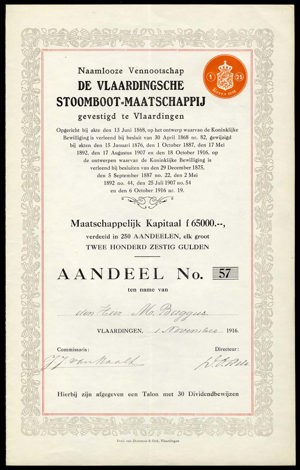 Naamlooze Vennootschap
DE VLAARDINGSCHE
STOOMBOOT-MAATSCHAPPIJ
gevestigd te Vlaardingen
Opgericht bij akte den 13 Juni 1868, op het ontwerp waarvan de Koninklijke
Bewilliging is verleend bij besluit van 30 April 1868 no. 82, gewijzigd
bij akten den 15 Januari 1876, den 1 October 1887, den 17 Mei
1892, den 17 Augustus 1907 en den 18 October 1916, op
de ontwerpen waarvan de Koninklijke Bewilliging is
verleend bij besluiten van den 29 December 1875,
den 5 September 1887 no. 22, den 2 Mei
1892 no. 44, den 25 Juli 1907 no. 54
en den 6 October 1916 nr. 19.
Maatschappelijk Kapitaal f 65000.--,
verdeeld in 250 AANDEELEN, elk groot
TWEE HONDERD ZESTIG GULDEN
AANDEEL No. 57
ten name van
den Heer
VLAARDINGEN, 1 November 1916.
Commissaris: Directeur:
Hierbij zijn afgegeven een Talon met 30 Dividendbewijzen